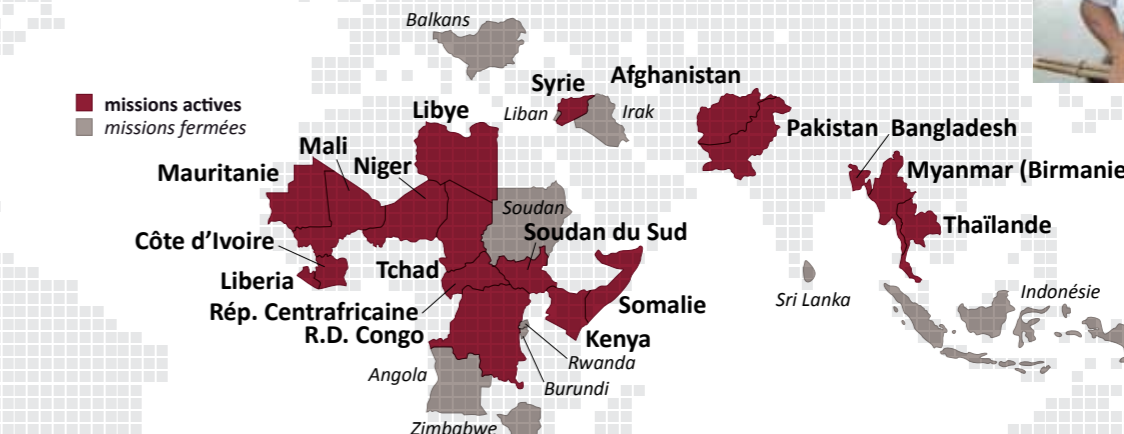 Balkans
missions actives
missions fermées
Syrie
Afghanistan
Liban
Irak
Libye
Mali
Niger
Mauritanie
Pakistan
Bangladesh
Myanmar (Birmanie
Soudan
Soudan du Sud
Thaïlande
Côte d’Ivoire
Liberia
Tchad
Rép. Centrafricaine
R.D. Congo
Somalie
Kenya
Sri Lanka
Indonésie
Rwanda
Burundi
Angola
Zimbabwe